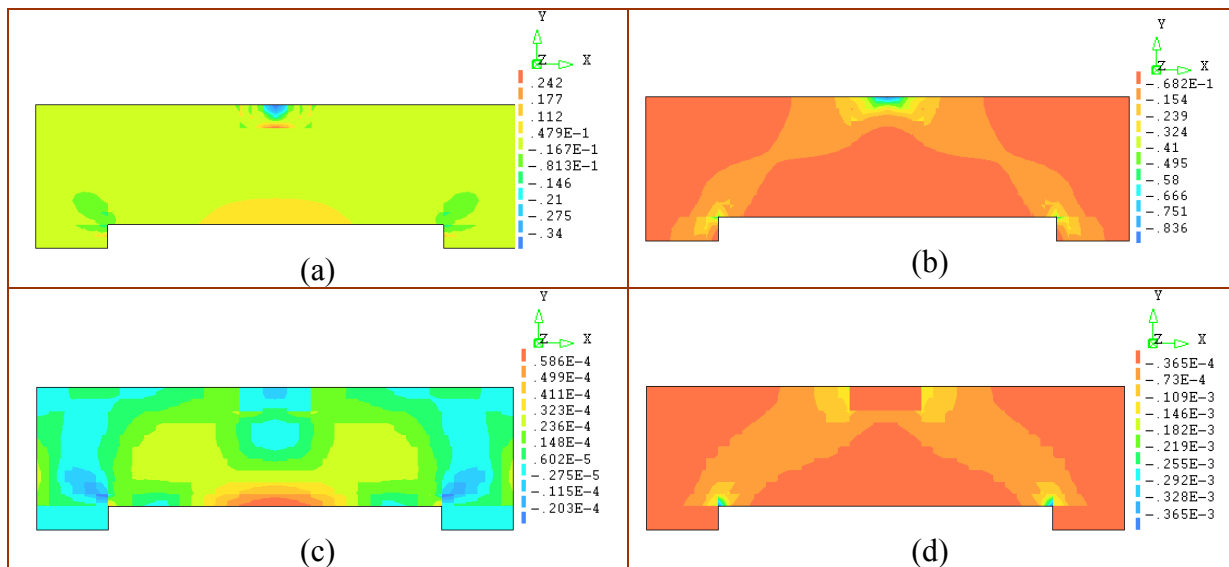 Y
Z X
.242
.177
.112
.479E-1
-.167E-1
-.813E-1
-.146
-.21
-.275
-.34
(a)
Y
Z X
-.682E-1
-.154
-.239
-.324
-.41
-.495
-.58
-.666
-.751
-.836
(b)
Y
Z X
.586E-4
.499E-4
.411E-4
.323E-4
.236E-4
.148E-4
.602E-5
-.275E-5
-.115E-4
-.203E-4
(c)
Y
Z X
-.365E-4
-.73E-4
-.109E-3
-.146E-3
-.182E-3
-.219E-3
-.255E-3
-.292E-3
-.328E-3
-.365E-3
(d)